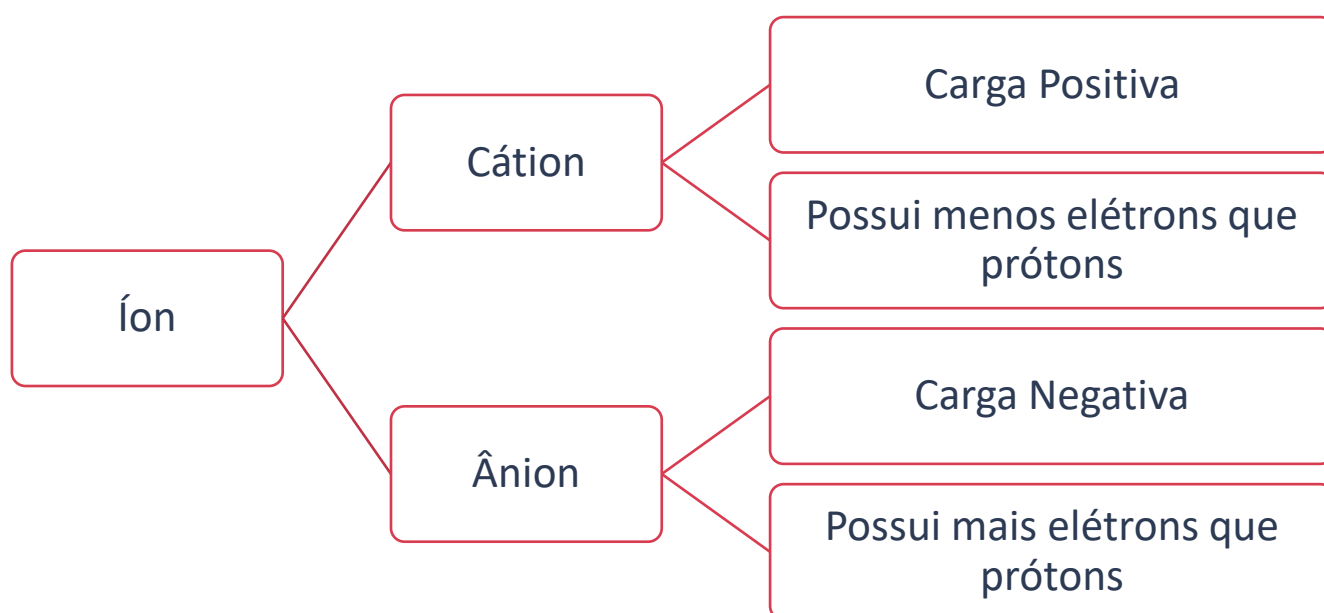 Íon
Cátion
Carga Positiva
Possui menos elétrons que
prótons
Ânion
Carga Negativa
Possui mais elétrons que
prótons